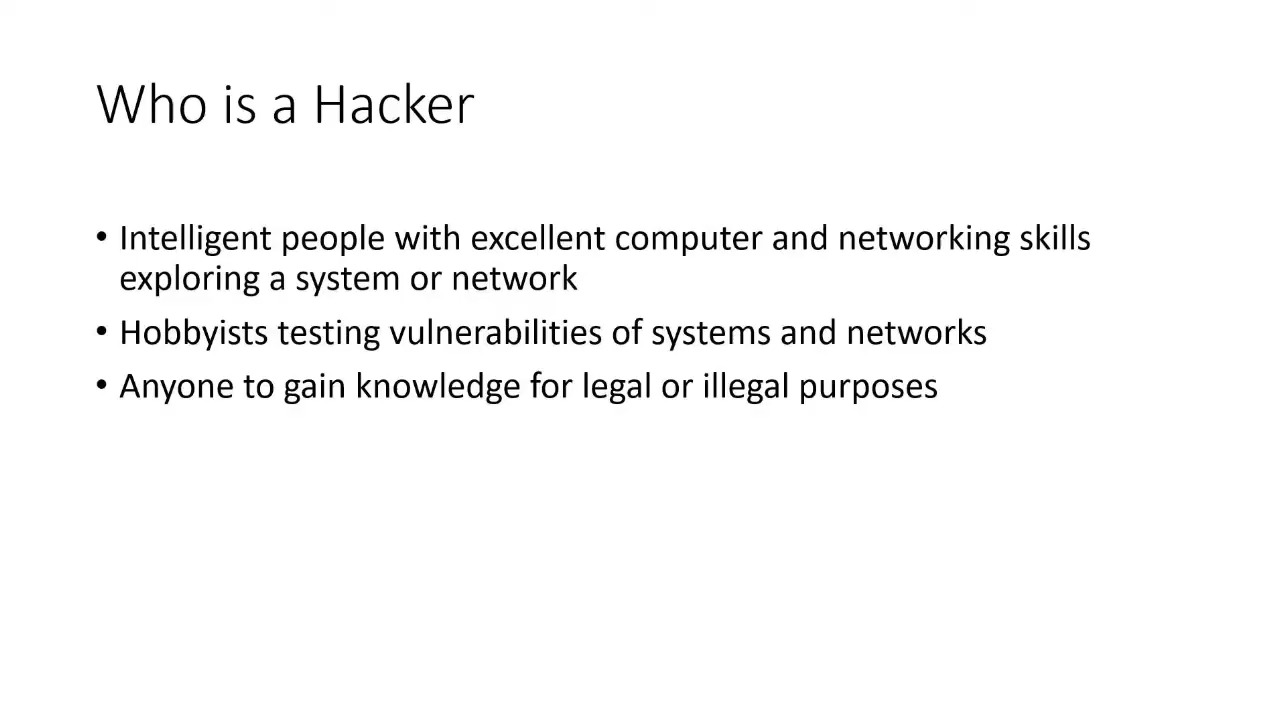 Who is a Hacker
• Intelligent people with excellent computer and networking skills
exploring a system or network
• Hobbyists testing vulnerabilities of systems and networks
• Anyone to gain knowledge for legal or illegal purposes